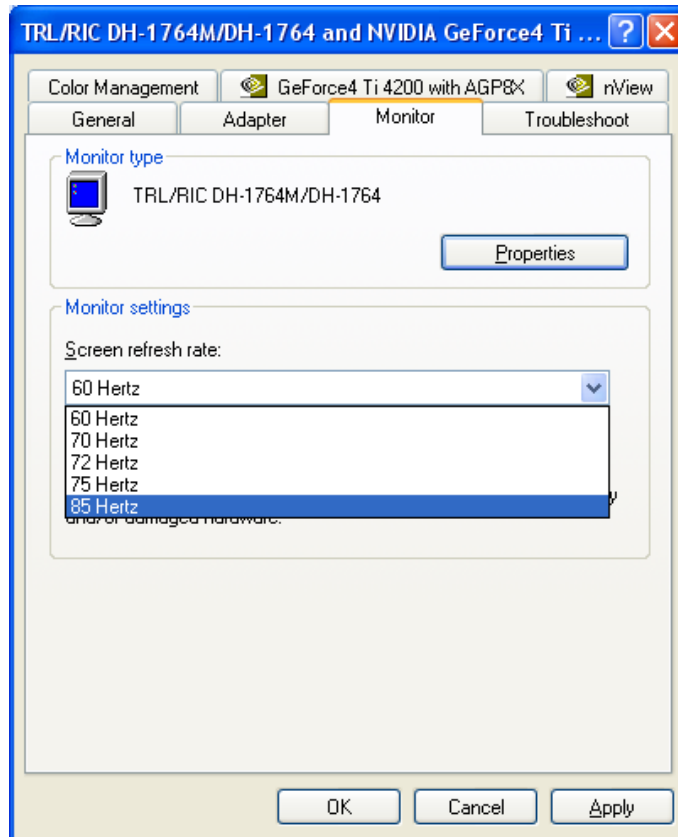 TRL/RIC DH-1764M/DH-1764 and NVIDIA GeForce4 Ti ...
Color Management GeForce4 Ti 4200 with AGP8X nView
General Adapter Monitor Troubleshoot
Monitor type
TRL/RIC DH-1764M/DH-1764
Properties
Monitor settings
Screen refresh rate:
60 Hertz
60 Hertz
70 Hertz
72 Hertz
75 Hertz
85 Hertz
and/or damaged hardware.
OK Cancel Apply